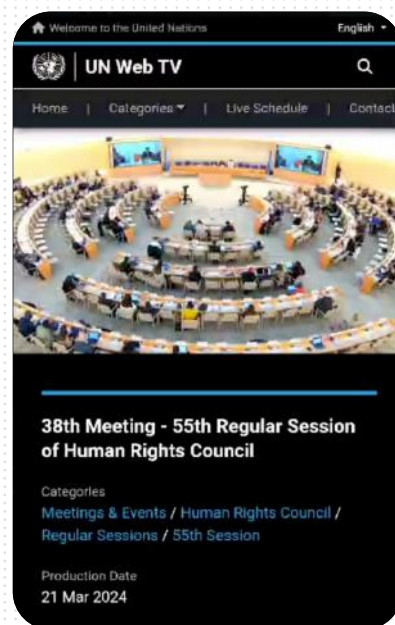 Welcome to the United Nations
English
UN Web TV
Home | Categories | Live Schedule | Contact
38th Meeting - 55th Regular Session
of Human Rights Council
Categories
Meetings & Events / Human Rights Council /
Regular Sessions / 55th Session
Production Date
21 Mar 2024